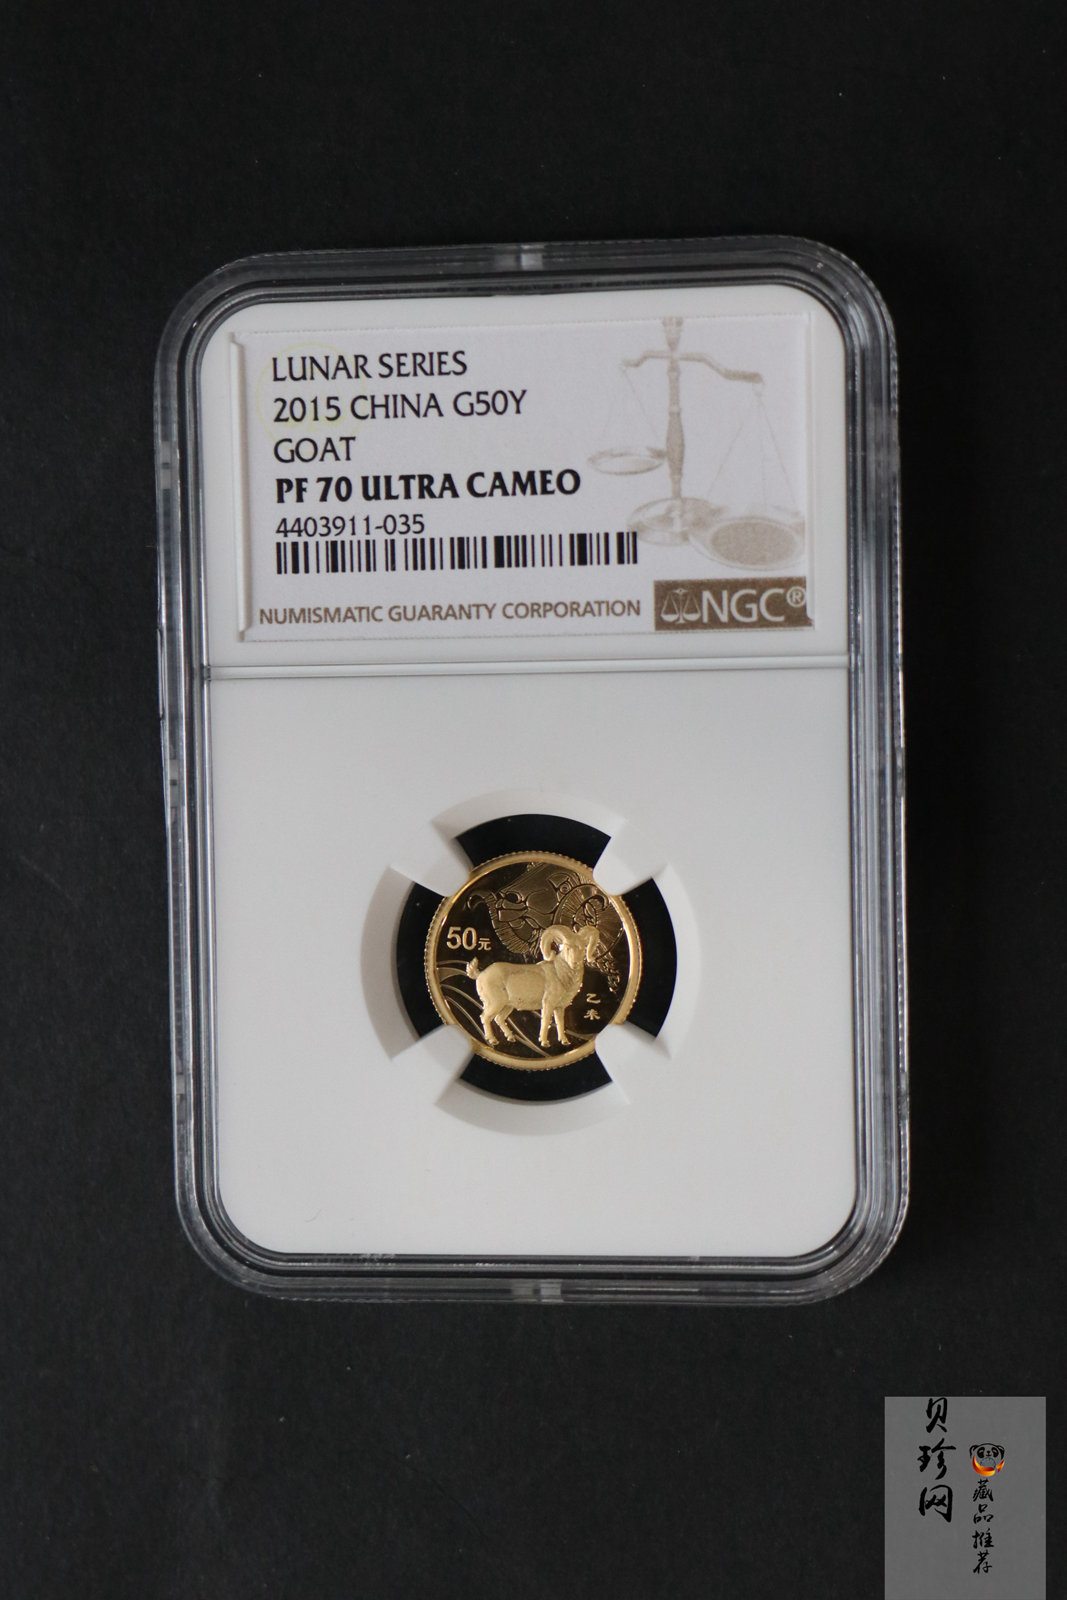 LUNAR SERIES
2015 CHINA G50Y
GOAT
PF 70 ULTRA CAMEO
4403911-035
NUMISMATIC GUARANTY CORPORATION
NGC®
50元
乙
未
贝珍网
藏品推荐